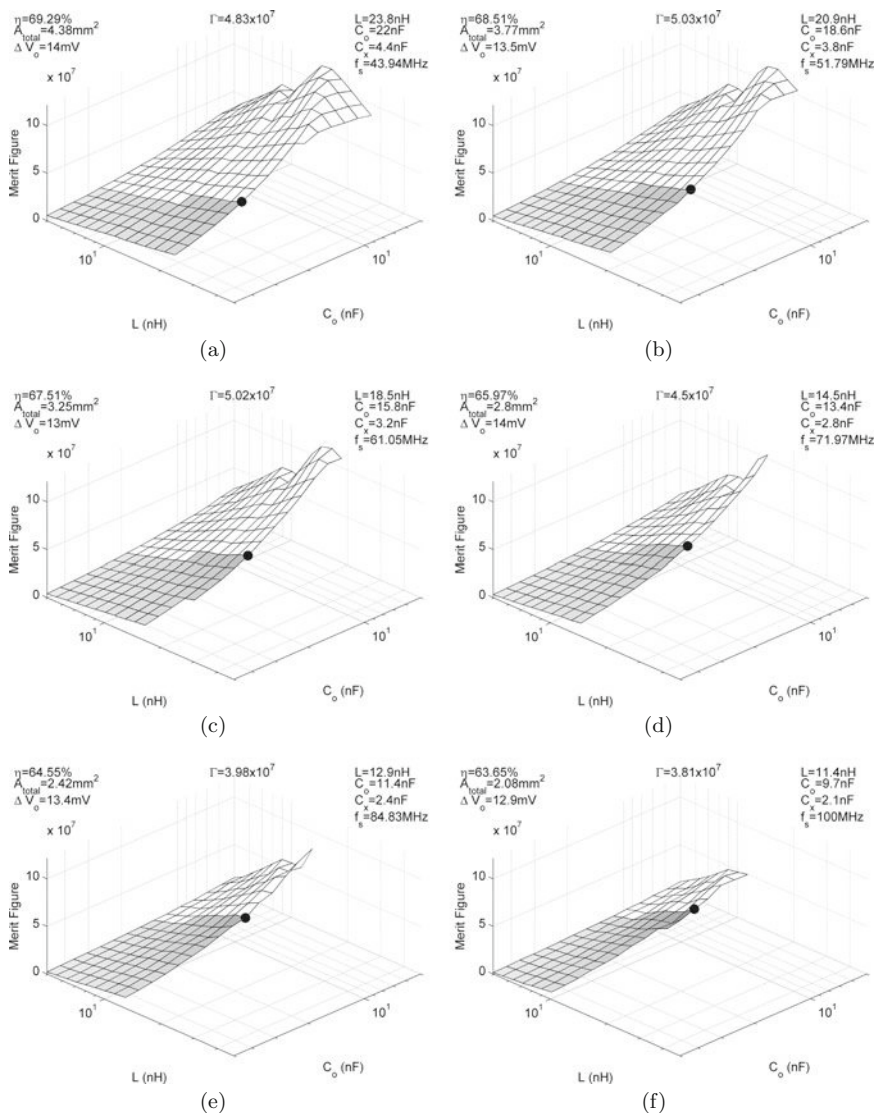 η=69.29%
A_total=4.38mm²
Δ V_o=14mV
Γ=4.83x10⁷
L=23.8nH
C_o=22nF
C_x=4.4nF
f_s=43.94MHz
x 10⁷
10
5
0
Merit Figure
10¹
10¹
L (nH)
C_o (nF)
(a)
η=68.51%
A_total=3.77mm²
Δ V_o=13.5mV
Γ=5.03x10⁷
L=20.9nH
C_o=18.6nF
C_x=3.8nF
f_s=51.79MHz
x 10⁷
10
5
0
Merit Figure
10¹
10¹
L (nH)
C_o (nF)
(b)
η=67.51%
A_total=3.25mm²
Δ V_o=13mV
Γ=5.02x10⁷
L=18.5nH
C_o=15.8nF
C_x=3.2nF
f_s=61.05MHz
x 10⁷
10
5
0
Merit Figure
10¹
10¹
L (nH)
C_o (nF)
(c)
η=65.97%
A_total=2.8mm²
Δ V_o=14mV
Γ=4.5x10⁷
L=14.5nH
C_o=13.4nF
C_x=2.8nF
f_s=71.97MHz
x 10⁷
10
5
0
Merit Figure
10¹
10¹
L (nH)
C_o (nF)
(d)
η=64.55%
A_total=2.42mm²
Δ V_o=13.4mV
Γ=3.98x10⁷
L=12.9nH
C_o=11.4nF
C_x=2.4nF
f_s=84.83MHz
x 10⁷
10
5
0
Merit Figure
10¹
10¹
L (nH)
C_o (nF)
(e)
η=63.65%
A_total=2.08mm²
Δ V_o=12.9mV
Γ=3.81x10⁷
L=11.4nH
C_o=9.7nF
C_x=2.1nF
f_s=100MHz
x 10⁷
10
5
0
Merit Figure
10¹
10¹
L (nH)
C_o (nF)
(f)